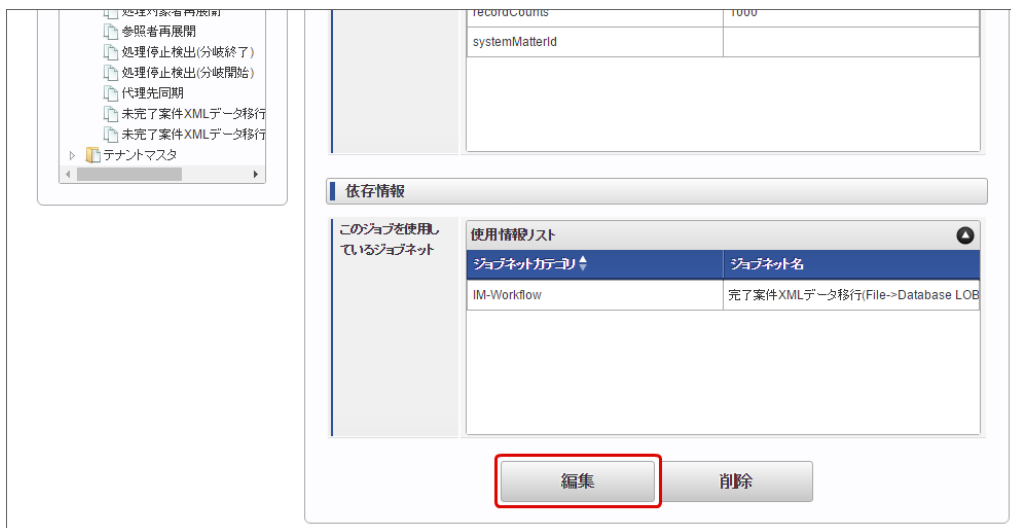 処理対象者再展開
参照者再展開
処理停止検出(分岐終了)
処理停止検出(分岐開始)
代理先同期
未完了案件XMLデータ移行
未完了案件XMLデータ移行
テナントマスタ
recordCounts 1000
systemMatterId
依存情報
このジョブを使用し
ているジョブネット
使用情報リスト
ジョブネットカテゴリ ジョブネット名
IM-Workflow 完了案件XMLデータ移行(File->Database LOB
編集 削除